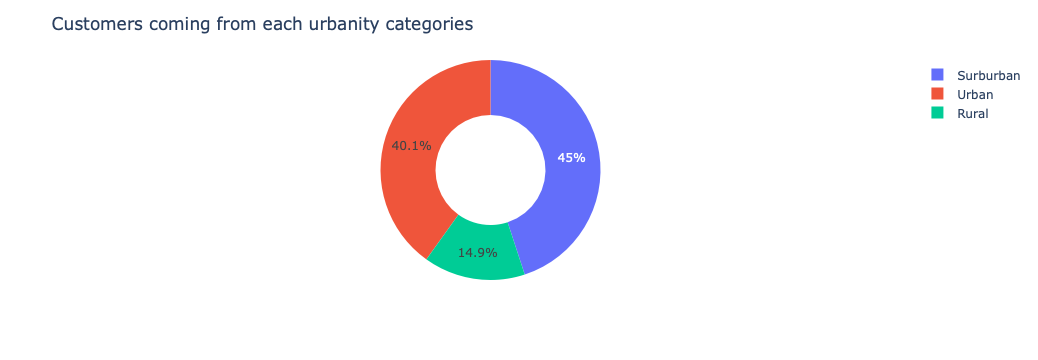 Customers coming from each urbanity categories
Surburban
Urban
Rural
40.1%
45%
14.9%